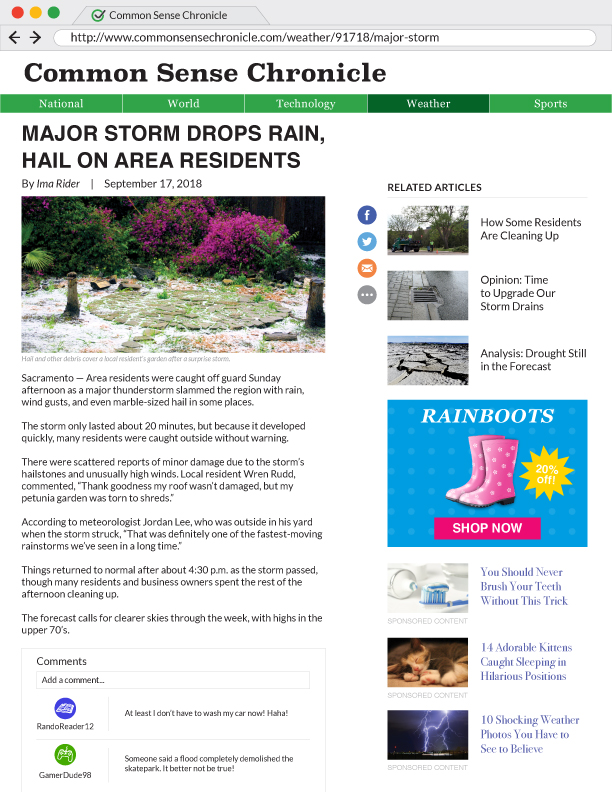 Common Sense Chronicle
http://www.commonsensechronicle.com/weather/91718/major-storm
Common Sense Chronicle
National
World
Technology
Weather
Sports
MAJOR STORM DROPS RAIN,
HAIL ON AREA RESIDENTS
By Ima Rider | September 17, 2018
Hail and other debris cover a local resident's garden after a surprise storm.
Sacramento — Area residents were caught off guard Sunday
afternoon as a major thunderstorm slammed the region with rain,
wind gusts, and even marble-sized hail in some places.
The storm only lasted about 20 minutes, but because it developed
quickly, many residents were caught outside without warning.
There were scattered reports of minor damage due to the storm's
hailstones and unusually high winds. Local resident Wren Rudd,
commented, “Thank goodness my roof wasn't damaged, but my
petunia garden was torn to shreds.”
According to meteorologist Jordan Lee, who was outside in his yard
when the storm struck, “That was definitely one of the fastest-moving
rainstorms we've seen in a long time.”
Things returned to normal after about 4:30 p.m. as the storm passed,
though many residents and business owners spent the rest of the
afternoon cleaning up.
The forecast calls for clearer skies through the week, with highs in the
upper 70's.
Comments
Add a comment...
RandoReader12
At least I don't have to wash my car now! Haha!
GamerDude98
Someone said a flood completely demolished the
skatepark. It better not be true!
RELATED ARTICLES
How Some Residents
Are Cleaning Up
Opinion: Time
to Upgrade Our
Storm Drains
Analysis: Drought Still
in the Forecast
RAINBOOTS
20%
off!
SHOP NOW
You Should Never
Brush Your Teeth
Without This Trick
SPONSORED CONTENT
14 Adorable Kittens
Caught Sleeping in
Hilarious Positions
SPONSORED CONTENT
10 Shocking Weather
Photos You Have to
See to Believe
SPONSORED CONTENT